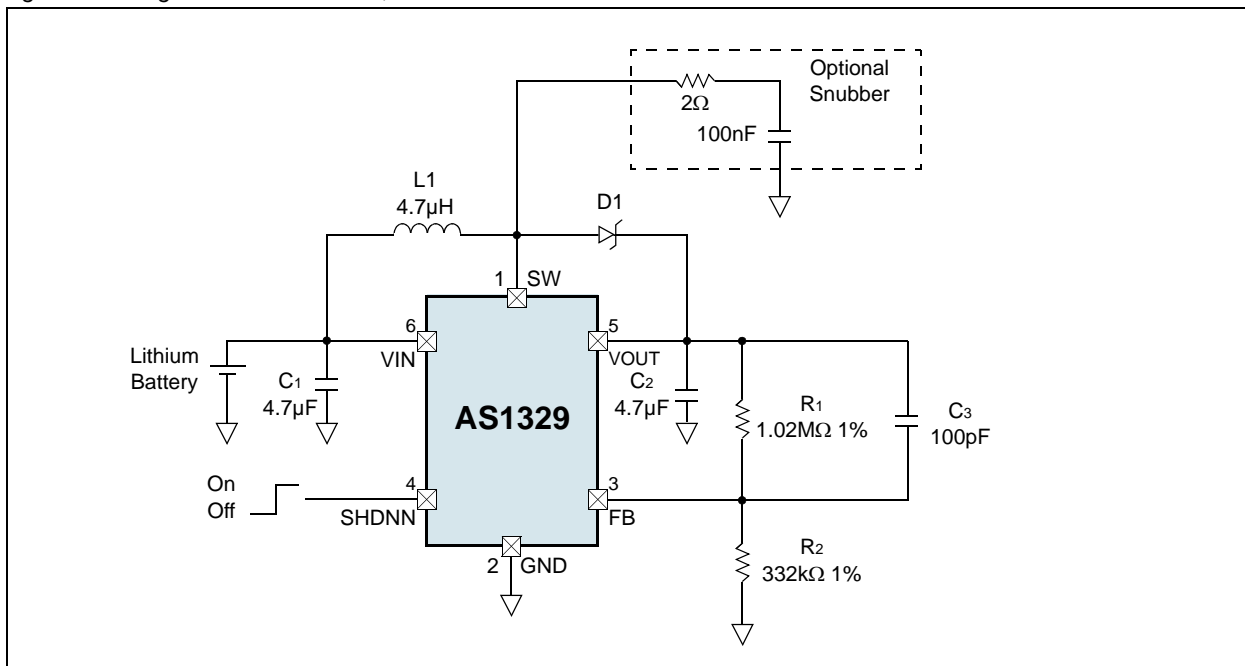 Optional
Snubber
2Ω
100nF
L1
4.7µH
D1
1 SW
6
VIN
5
VOUT
Lithium
Battery
C1
4.7µF
C2
4.7µF
AS1329
R1
1.02MΩ 1%
C3
100pF
On
Off
4
SHDNN
3
FB
2 GND
R2
332kΩ 1%